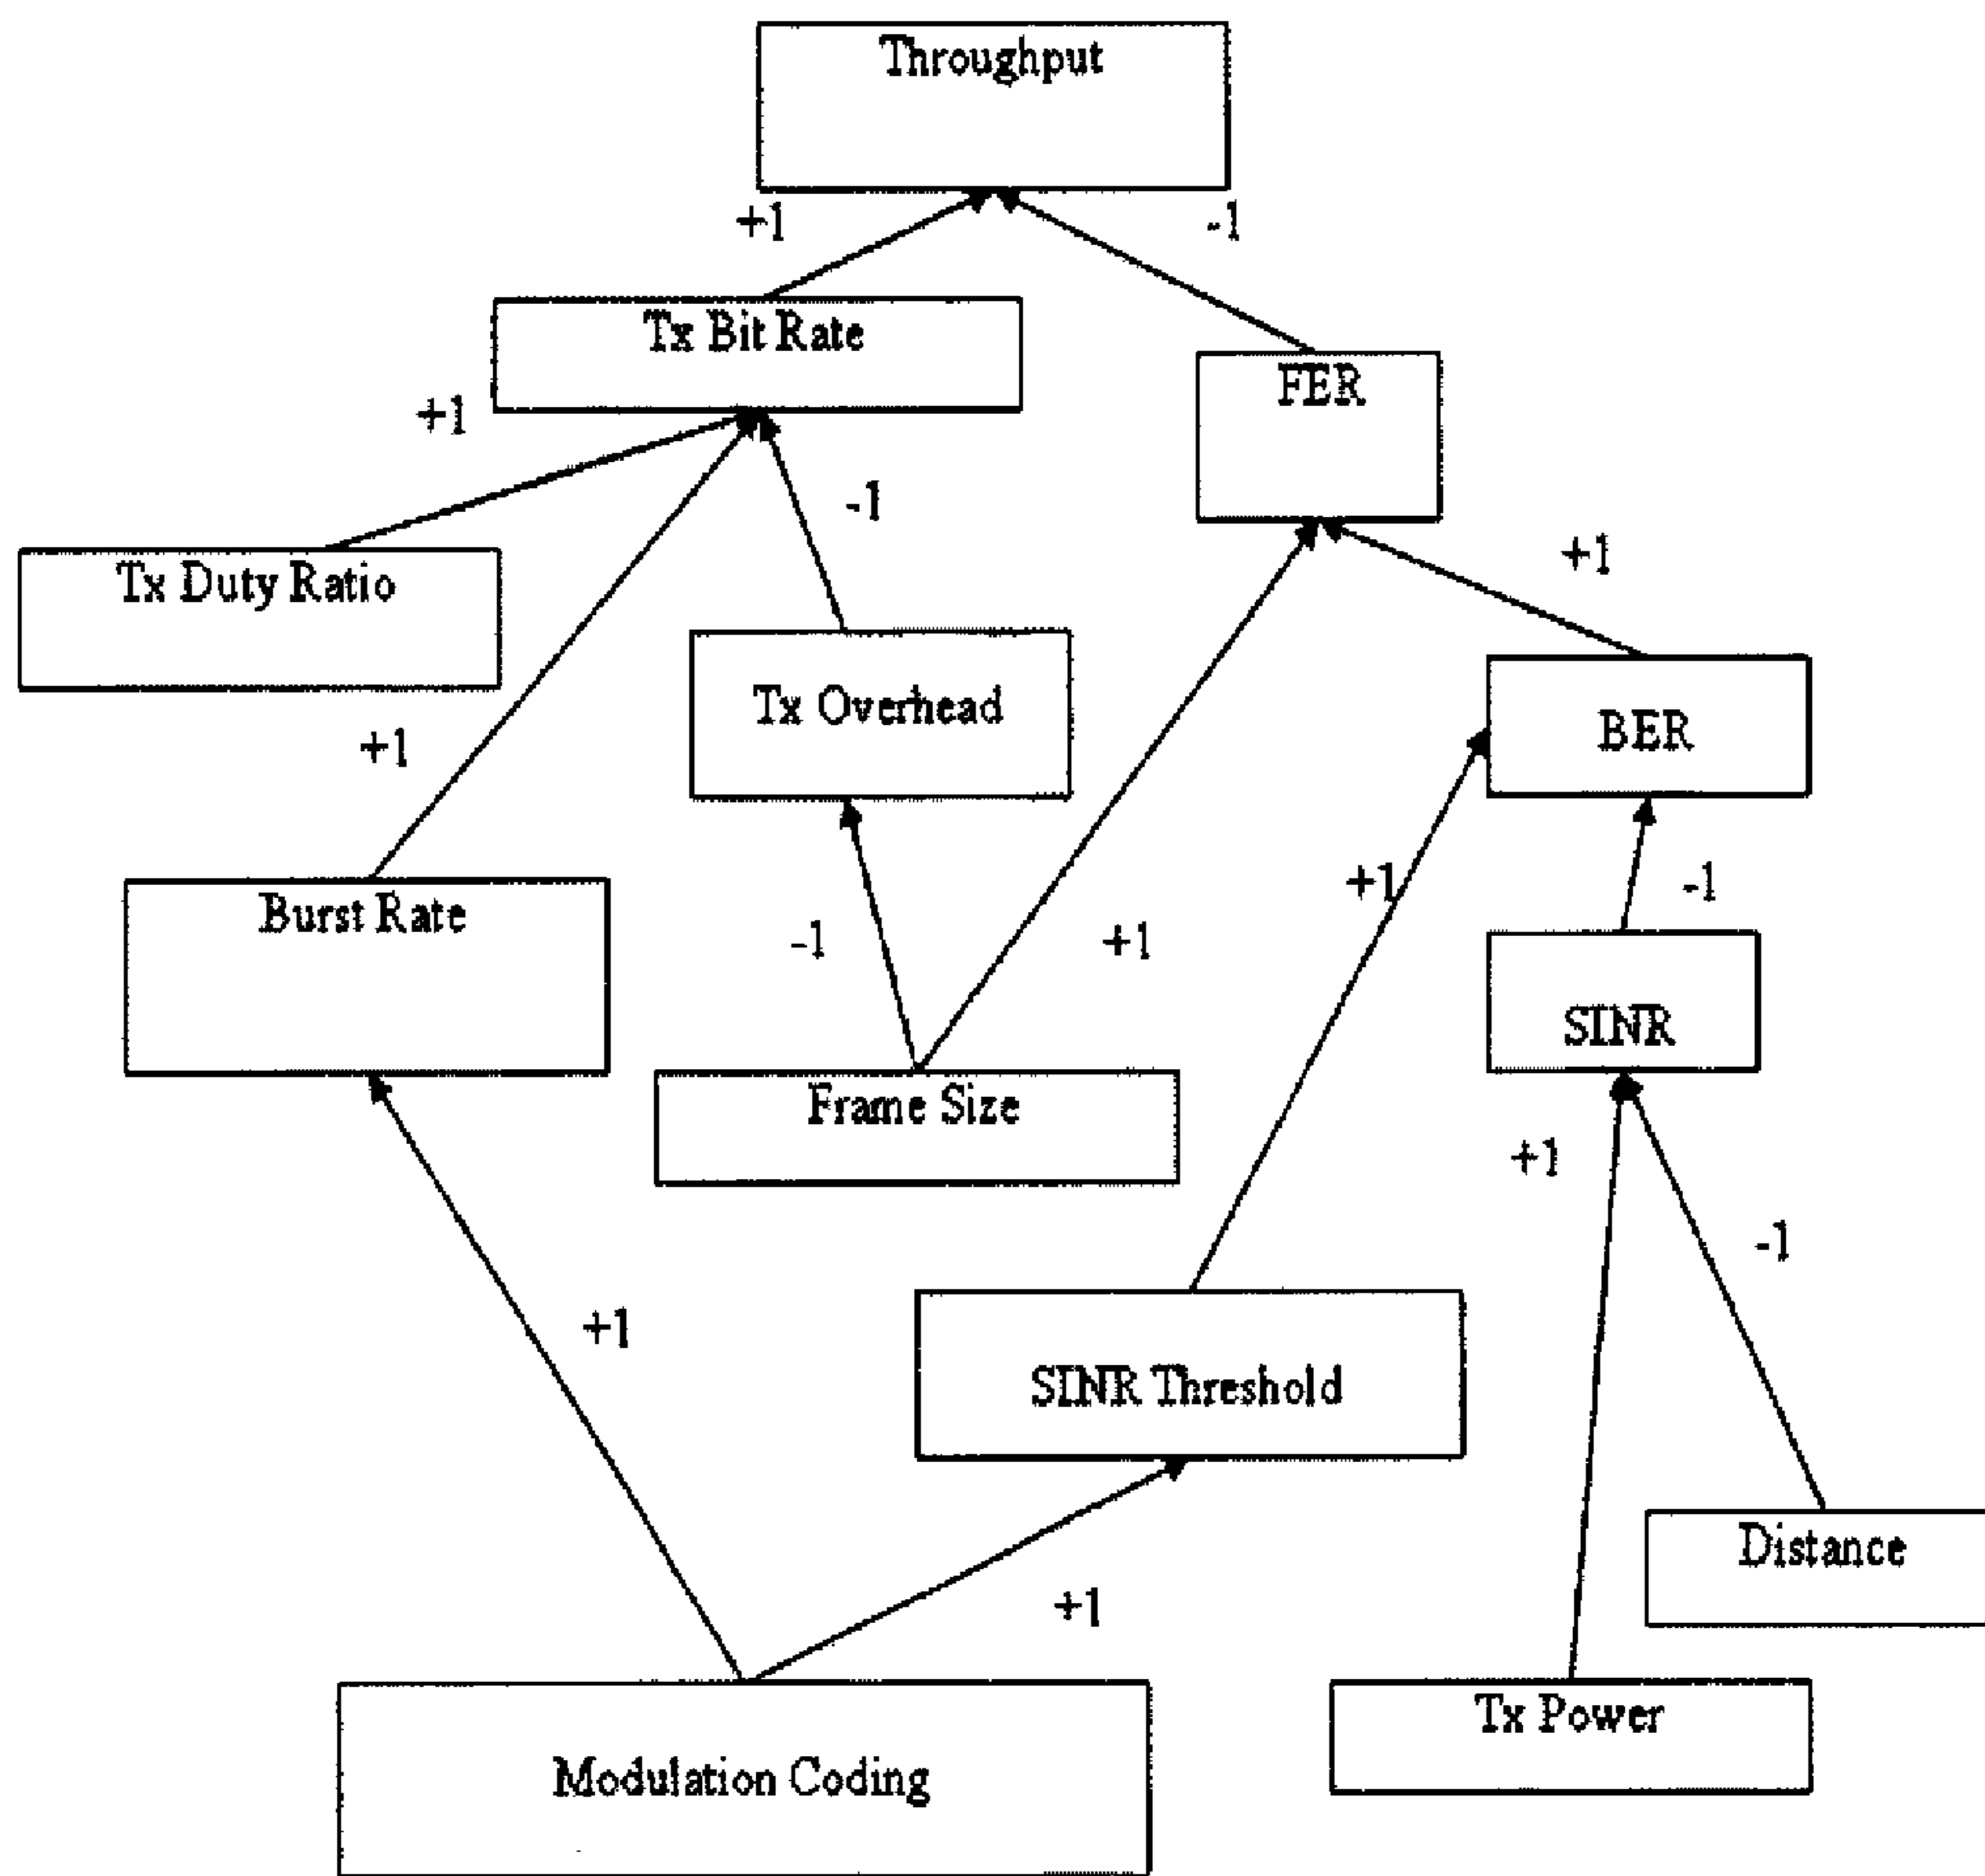 Throughput
+1
-1
Tx Bit Rate
FER
+1
-1
+1
Tx Duty Ratio
Tx Overhead
BER
+1
+1
-1
Burst Rate
-1
+1
SINR
Frame Size
+1
-1
+1
SINR Threshold
Distance
+1
Tx Power
Modulation Coding